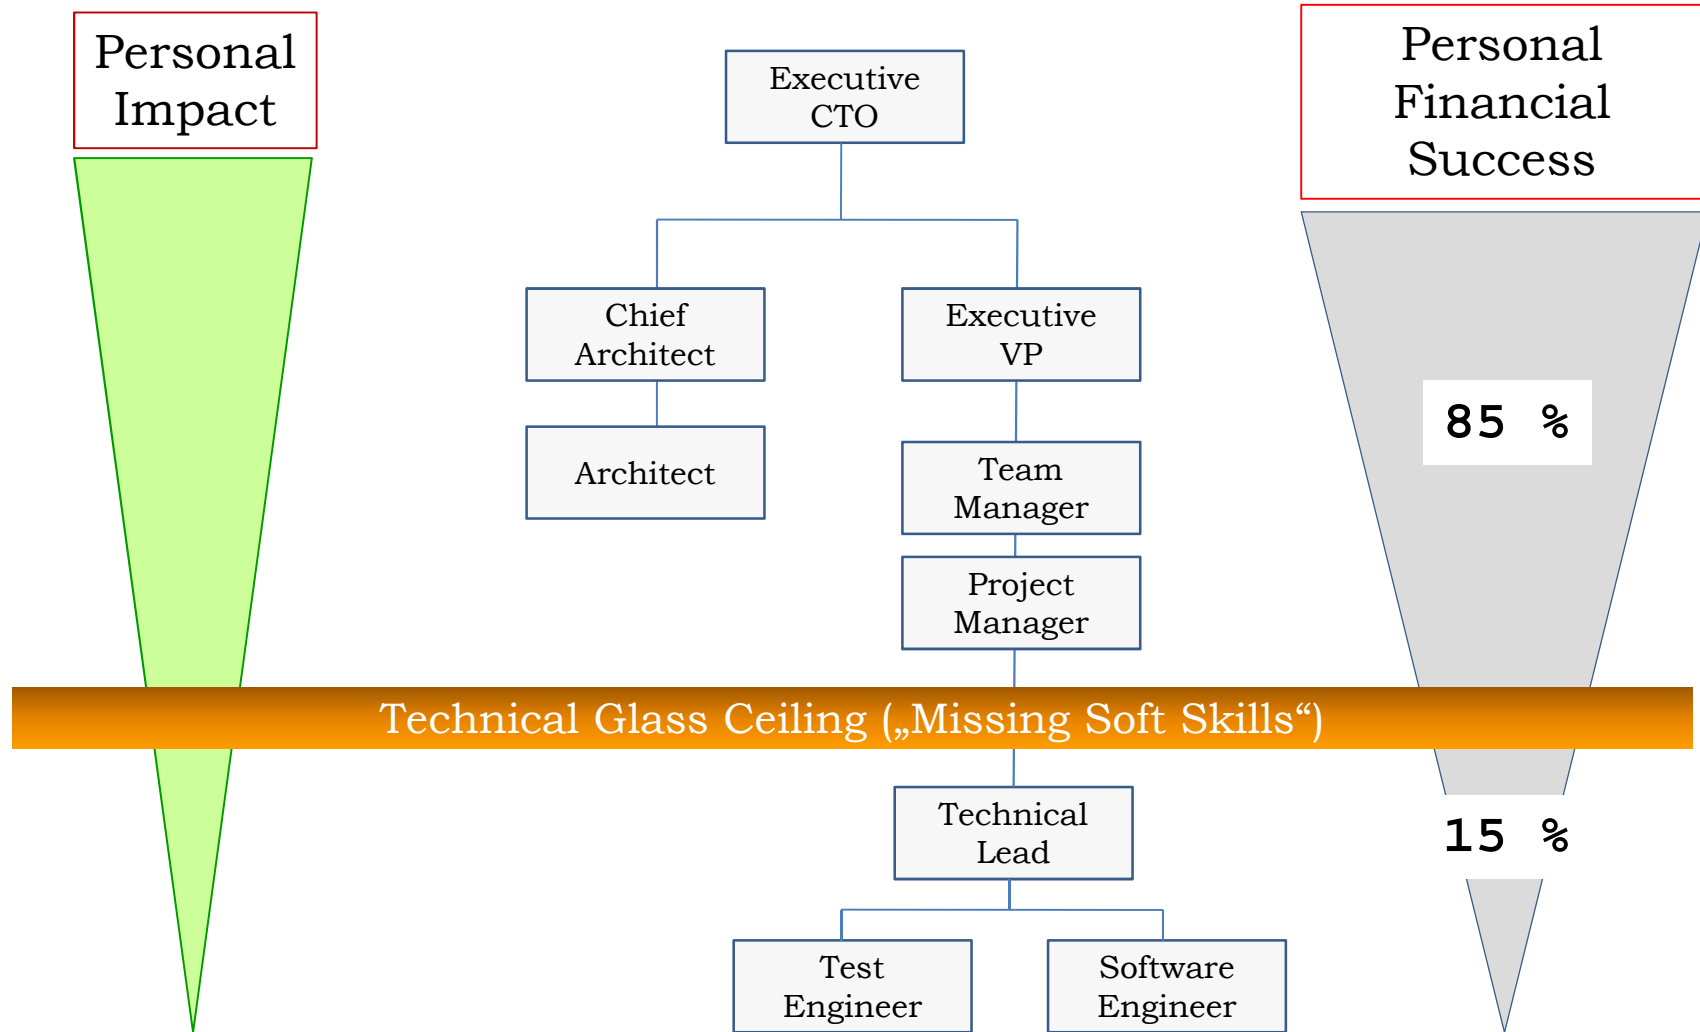 Personal
Impact
Executive
CTO
Personal
Financial
Success
Chief
Architect
Executive
VP
85 %
Architect
Team
Manager
Project
Manager
Technical Glass Ceiling („Missing Soft Skills“)
Technical
Lead
15 %
Test
Engineer
Software
Engineer